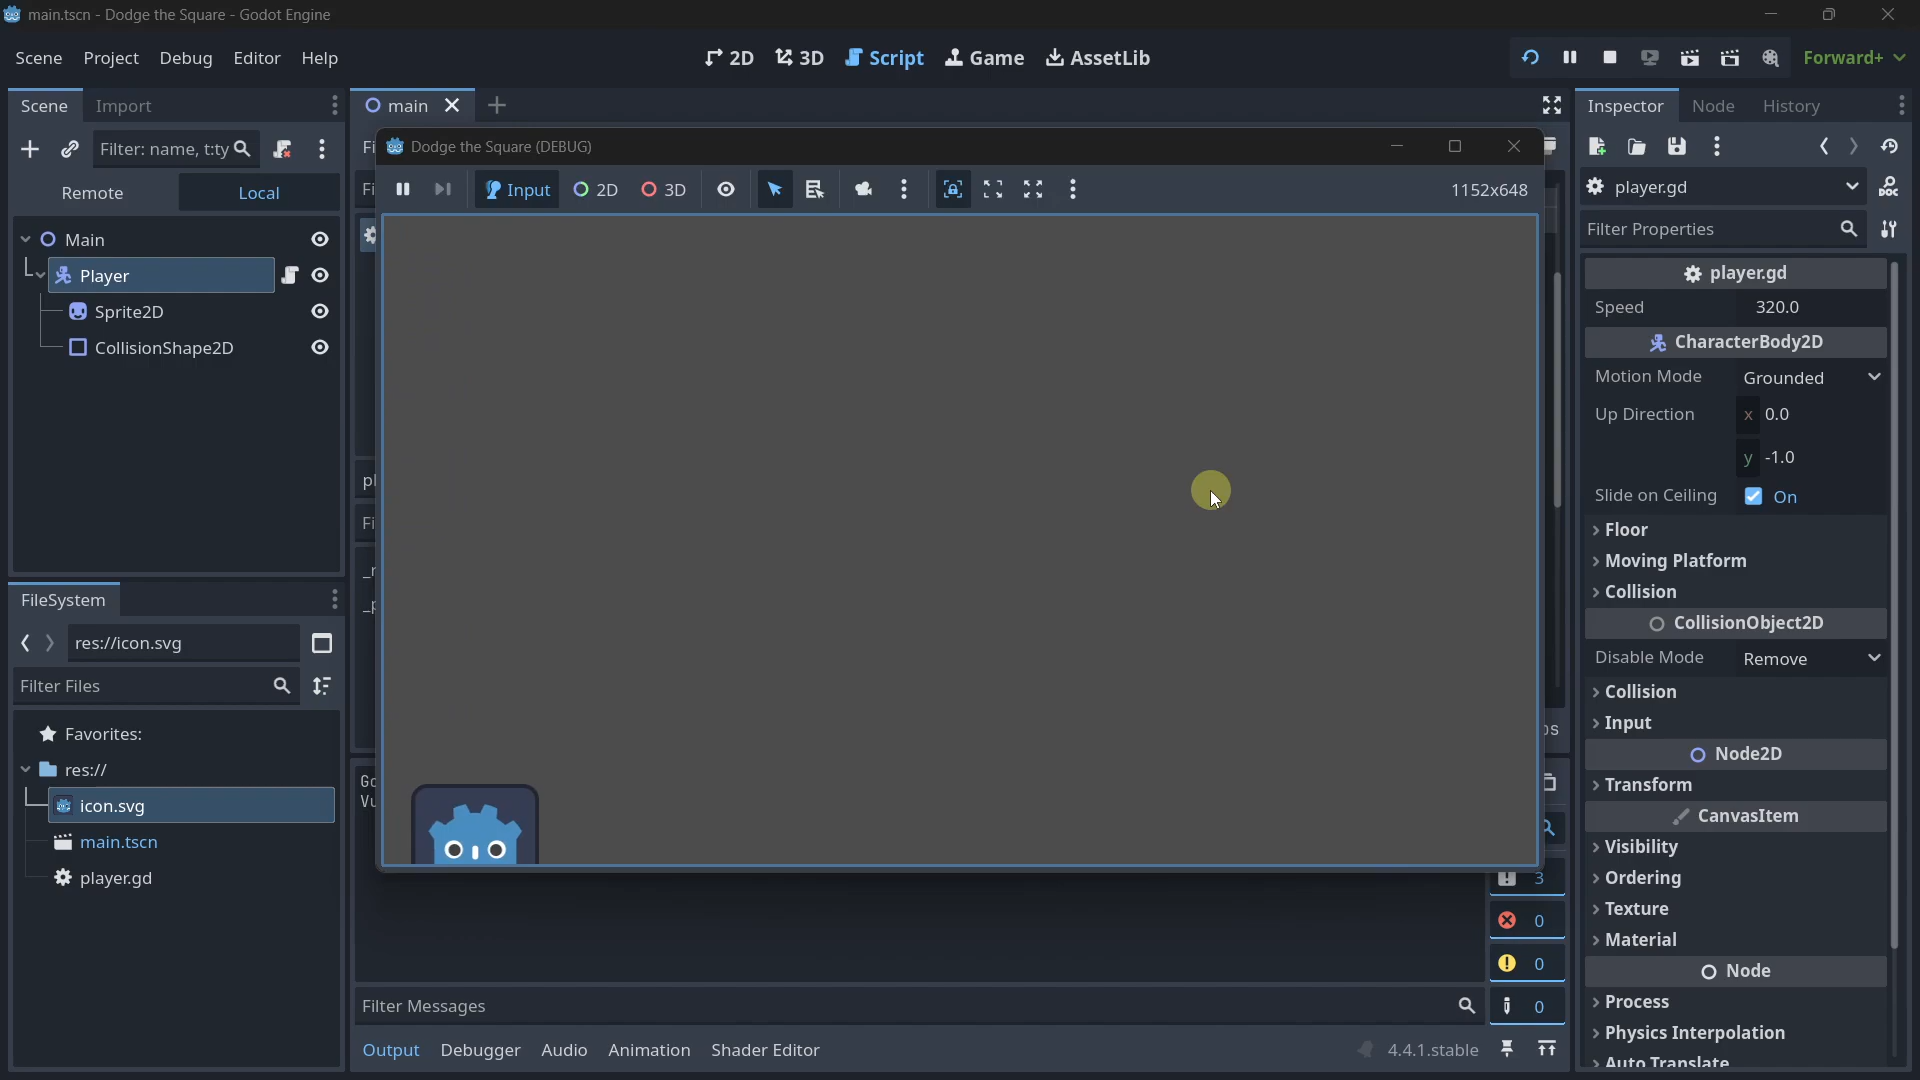 main.tscn - Dodge the Square - Godot Engine
Scene Project Debug Editor Help
2D 3D Script Game AssetLib
Forward+
Scene Import
Filter: name, t:ty
Remote Local
Main
Player
Sprite2D
CollisionShape2D
FileSystem
res://icon.svg
Filter Files
Favorites:
res://
icon.svg
main.tscn
player.gd
main
Dodge the Square (DEBUG)
Input 2D 3D 1152x648
3
0
0
0
Filter Messages
Output Debugger Audio Animation Shader Editor
4.4.1.stable
Inspector Node History
player.gd
DOC
Filter Properties
player.gd
Speed 320.0
CharacterBody2D
Motion Mode Grounded
Up Direction x 0.0
y -1.0
Slide on Ceiling On
Floor
Moving Platform
Collision
CollisionObject2D
Disable Mode Remove
Collision
Input
Node2D
Transform
CanvasItem
Visibility
Ordering
Texture
Material
Node
Process
Physics Interpolation
Auto Translate